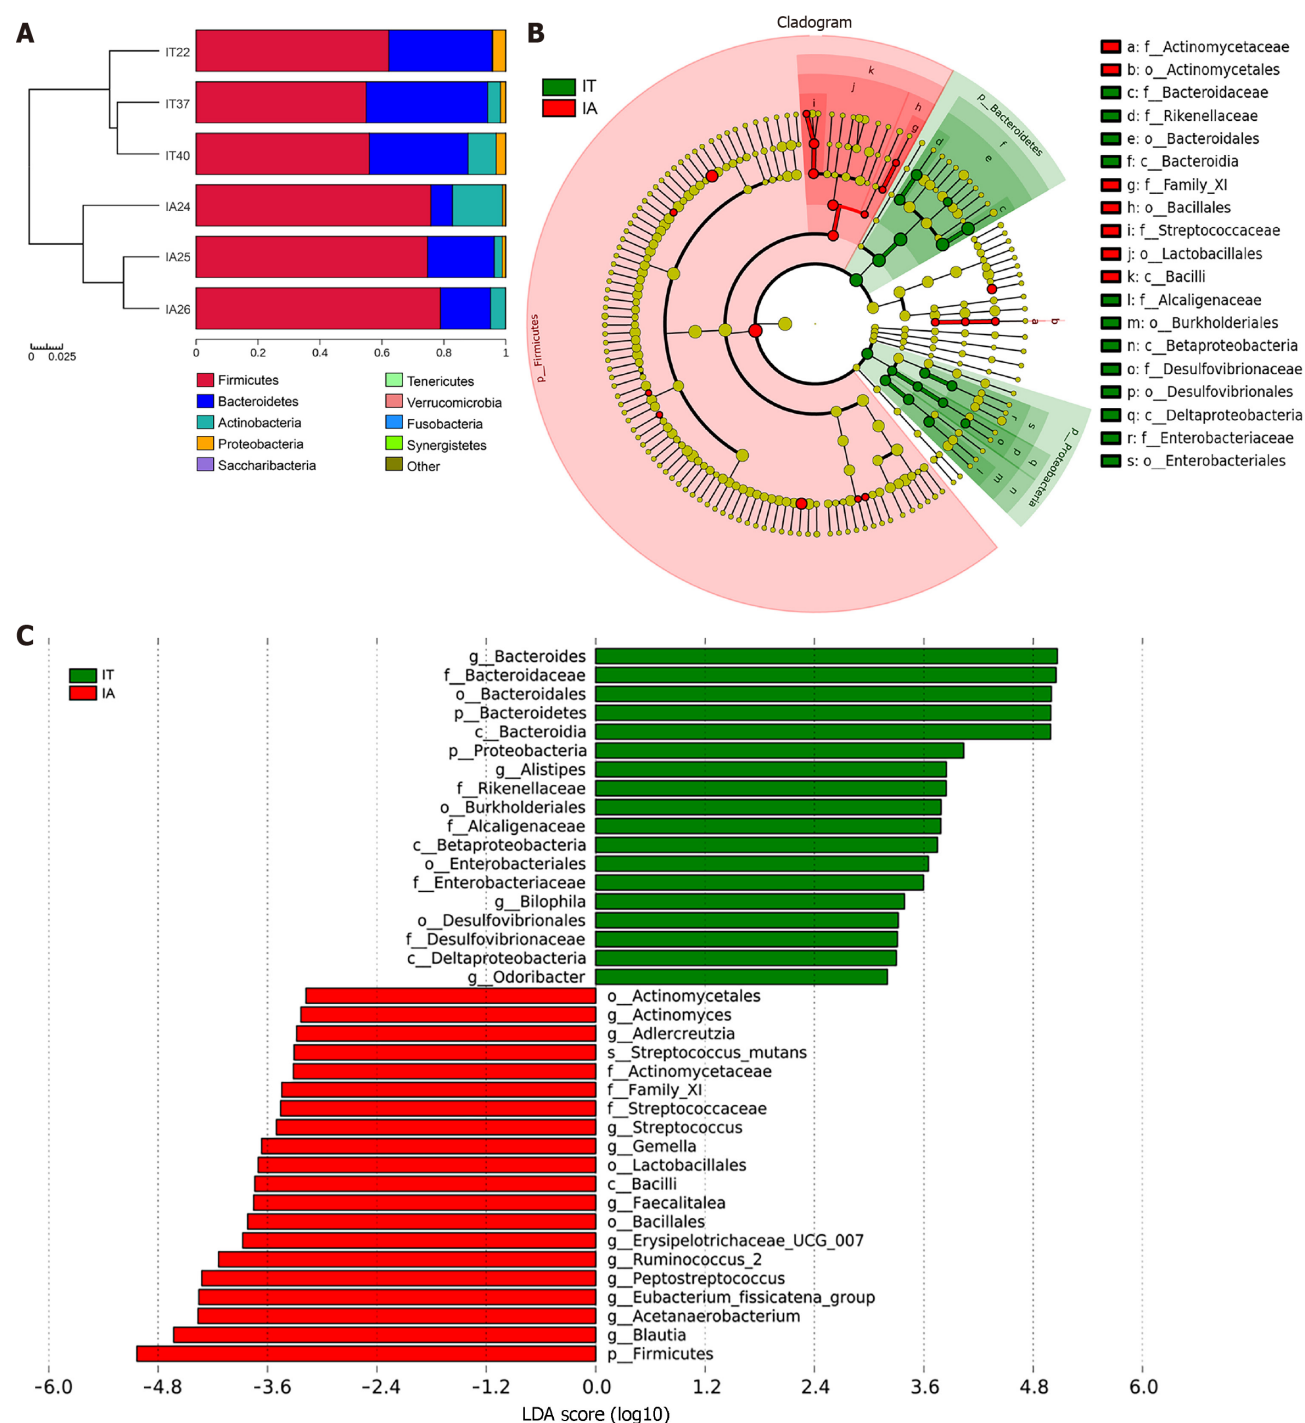 A
IT22
IT37
IT40
IA24
IA25
IA26
0 0.025
0 0.2 0.4 0.6 0.8 1
Firmicutes
Bacteroidetes
Actinobacteria
Proteobacteria
Saccharibacteria
Tenericutes
Verrucomicrobia
Fusobacteria
Synergistetes
Other
B
Cladogram
IT
IA
p__Firmicutes
p__Bacteroidetes
p__Proteobacteria
k
j
i
h
g
d
f
e
c
a
b
r
s
o
p
q
l
m
n
a: f__Actinomycetaceae
b: o__Actinomycetales
c: f__Bacteroidaceae
d: f__Rikenellaceae
e: o__Bacteroidales
f: c__Bacteroidia
g: f__Family_XI
h: o__Bacillales
i: f__Streptococcaceae
j: o__Lactobacillales
k: c__Bacilli
l: f__Alcaligenaceae
m: o__Burkholderiales
n: c__Betaproteobacteria
o: f__Desulfovibrionaceae
p: o__Desulfovibrionales
q: c__Deltaproteobacteria
r: f__Enterobacteriaceae
s: o__Enterobacteriales
C
IT
IA
g__Bacteroides
f__Bacteroidaceae
o__Bacteroidales
p__Bacteroidetes
c__Bacteroidia
p__Proteobacteria
g__Alistipes
f__Rikenellaceae
o__Burkholderiales
f__Alcaligenaceae
c__Betaproteobacteria
o__Enterobacteriales
f__Enterobacteriaceae
g__Bilophila
o__Desulfovibrionales
f__Desulfovibrionaceae
c__Deltaproteobacteria
g__Odoribacter
o__Actinomycetales
g__Actinomyces
g__Adlercreutzia
s__Streptococcus_mutans
f__Actinomycetaceae
f__Family_XI
f__Streptococcaceae
g__Streptococcus
g__Gemella
o__Lactobacillales
c__Bacilli
g__Faecalitalea
o__Bacillales
g__Erysipelotrichaceae_UCG_007
g__Ruminococcus_2
g__Peptostreptococcus
g__Eubacterium_fissicatena_group
g__Acetanaerobacterium
g__Blautia
p__Firmicutes
-6.0 -4.8 -3.6 -2.4 -1.2 0.0 1.2 2.4 3.6 4.8 6.0
LDA score (log10)